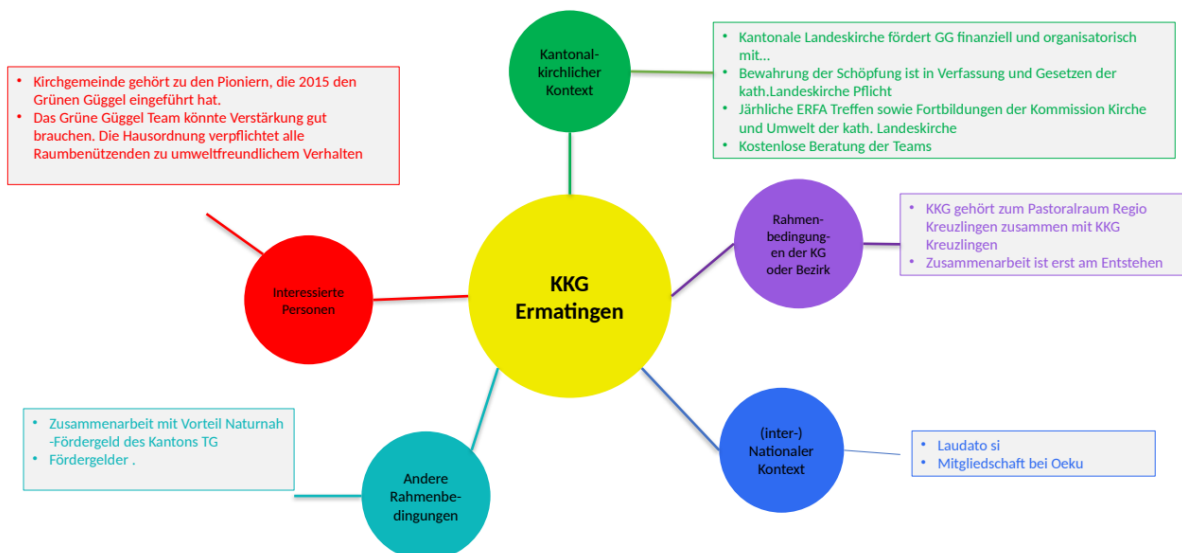 Kantonal-
kirchlicher
Kontext
• Kantonale Landeskirche fördert GG finanziell und organisatorisch
mit...
• Bewahrung der Schöpfung ist in Verfassung und Gesetzen der
kath.Landeskirche Pflicht
• Järhliche ERFA Treffen sowie Fortbildungen der Kommission Kirche
und Umwelt der kath. Landeskirche
• Kostenlose Beratung der Teams
• Kirchgemeinde gehört zu den Pionieren, die 2015 den
Grünen Güggel eingeführt hat.
• Das Grüne Güggel Team könnte Verstärkung gut
brauchen. Die Hausordnung verpflichtet alle
Raumbenützenden zu umweltfreundlichem Verhalten
Rahmen-
bedingung-
en der KG
oder Bezirk
• KKG gehört zum Pastoralraum Regio
Kreuzlingen zusammen mit KKG
Kreuzlingen
• Zusammenarbeit ist erst am Entstehen
Interessierte
Personen
KKG
Ermatingen
• Zusammenarbeit mit Vorteil Naturnah
-Fördergeld des Kantons TG
• Fördergelder .
Andere
Rahmenbe-
dingungen
(inter-)
Nationaler
Kontext
• Laudato si
• Mitgliedschaft bei Oeku